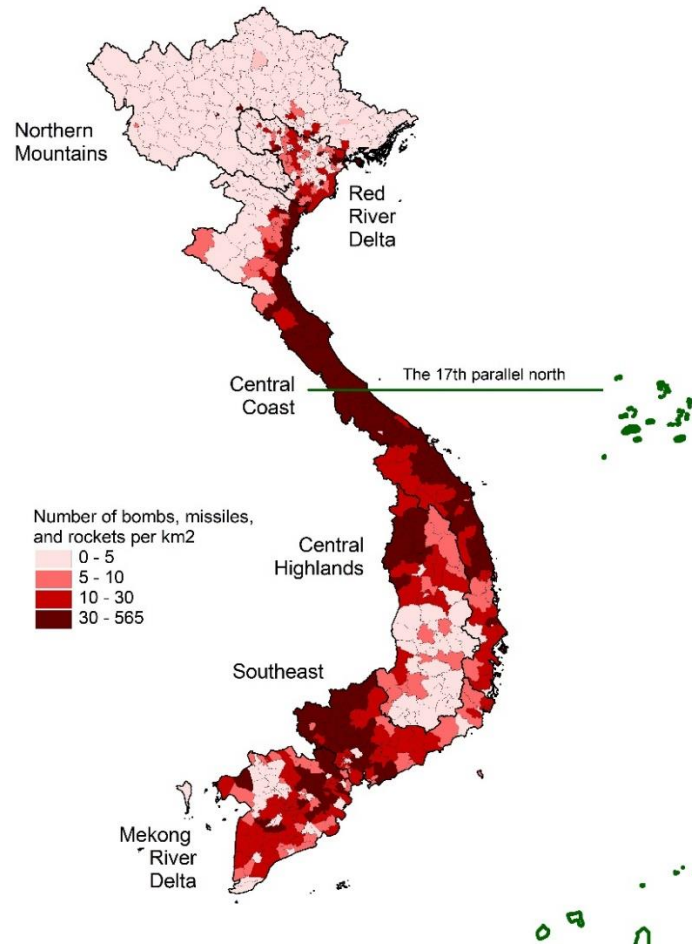 Northern
Mountains
Red
River
Delta
The 17th parallel north
Central
Coast
Number of bombs, missiles,
and rockets per km2
0 - 5
5 - 10
10 - 30
30 - 565
Central
Highlands
Southeast
Mekong
River
Delta